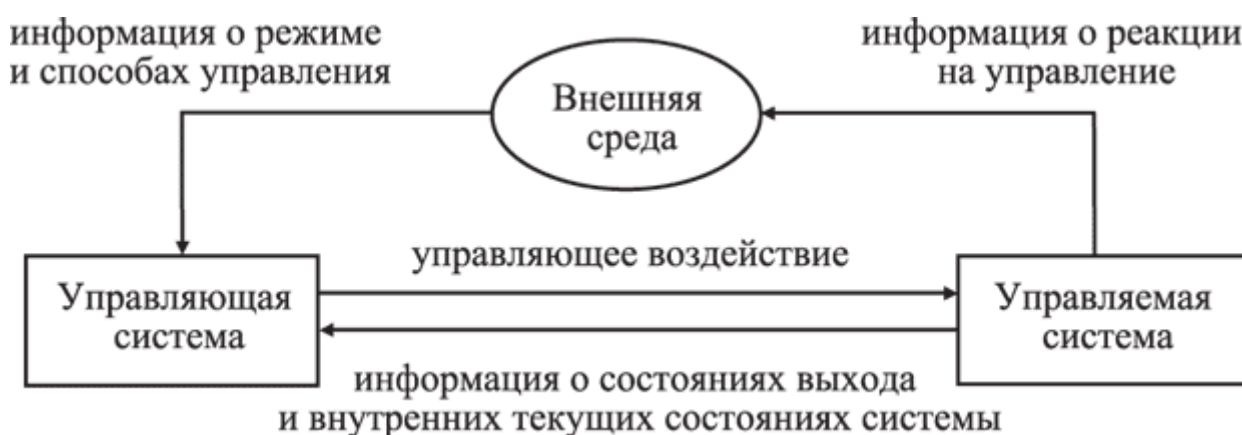 информация о режиме
и способах управления
информация о реакции
на управление
Внешняя
среда
управляющее воздействие
Управляющая
система
Управляемая
система
информация о состояниях выхода
и внутренних текущих состояниях системы